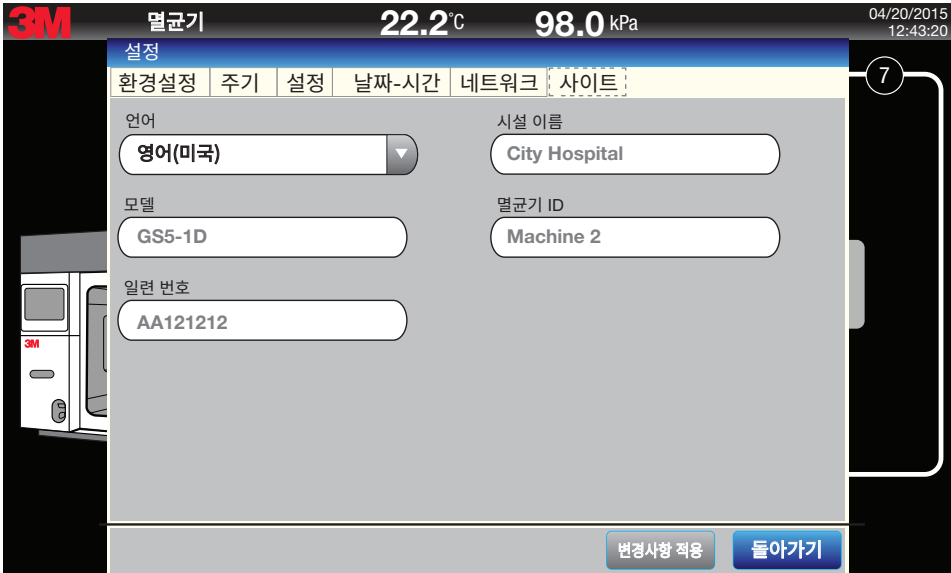 3M 멸균기 22.2°C 98.0 kPa 04/20/2015
12:43:20
설정
환경설정 주기 설정 날짜-시간 네트워크 사이트
7
언어 시설 이름
영어(미국) City Hospital
모델 멸균기 ID
GS5-1D Machine 2
일련 번호
AA121212
3M
변경사항 적용 돌아가기